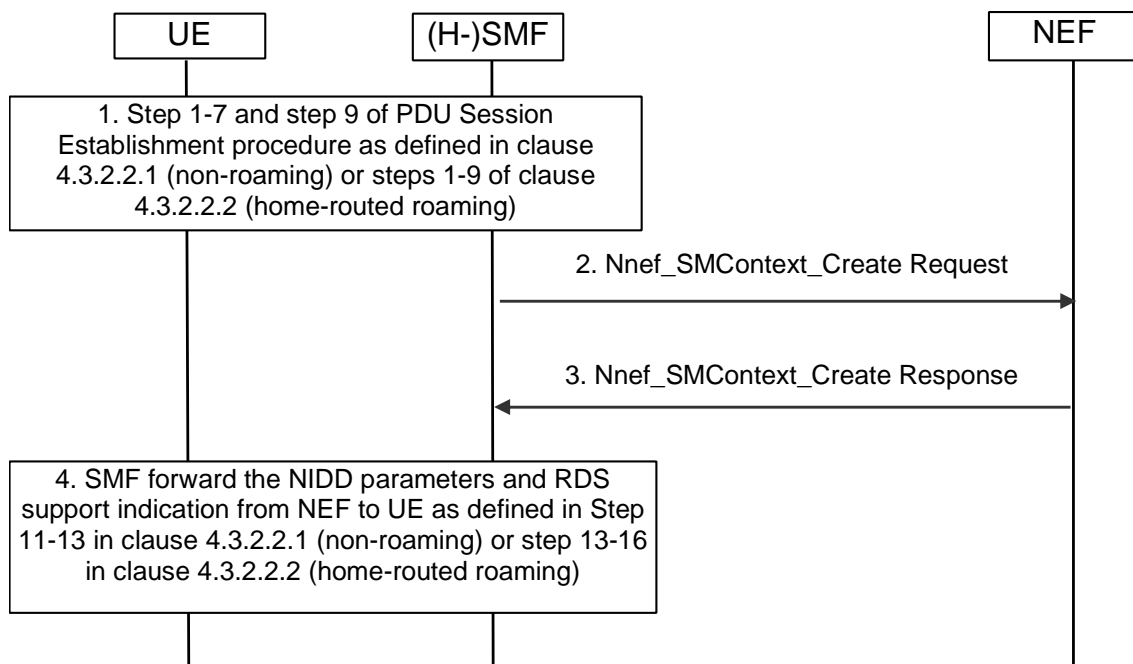 UE
(H-)SMF
NEF
1. Step 1-7 and step 9 of PDU Session
Establishment procedure as defined in clause
4.3.2.2.1 (non-roaming) or steps 1-9 of clause
4.3.2.2.2 (home-routed roaming)
2. Nnef_SMContext_Create Request
3. Nnef_SMContext_Create Response
4. SMF forward the NIDD parameters and RDS
support indication from NEF to UE as defined in Step
11-13 in clause 4.3.2.2.1 (non-roaming) or step 13-16
in clause 4.3.2.2.2 (home-routed roaming)